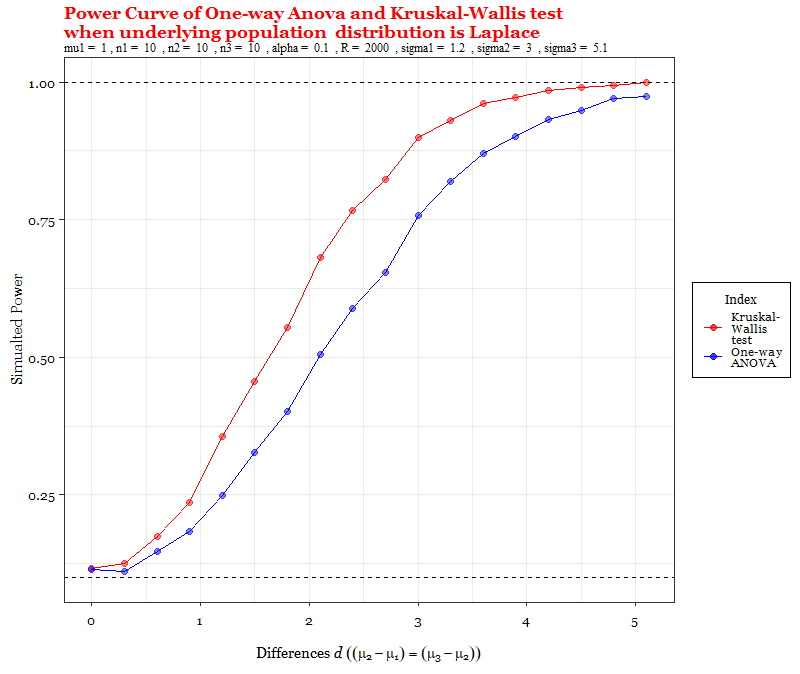 Power Curve of One-way Anova and Kruskal-Wallis test
when underlying population distribution is Laplace
mu1 = 1 , n1 = 10 , n2 = 10 , n3 = 10 , alpha = 0.1 , R = 2000 , sigma1 = 1.2 , sigma2 = 3 , sigma3 = 5.1
1.00
0.75
0.50
0.25
Simualted Power
0 1 2 3 4 5
Differences d ((μ₂ − μ₁) = (μ₃ − μ₂))
Index
Kruskal-
Wallis
test
One-way
ANOVA